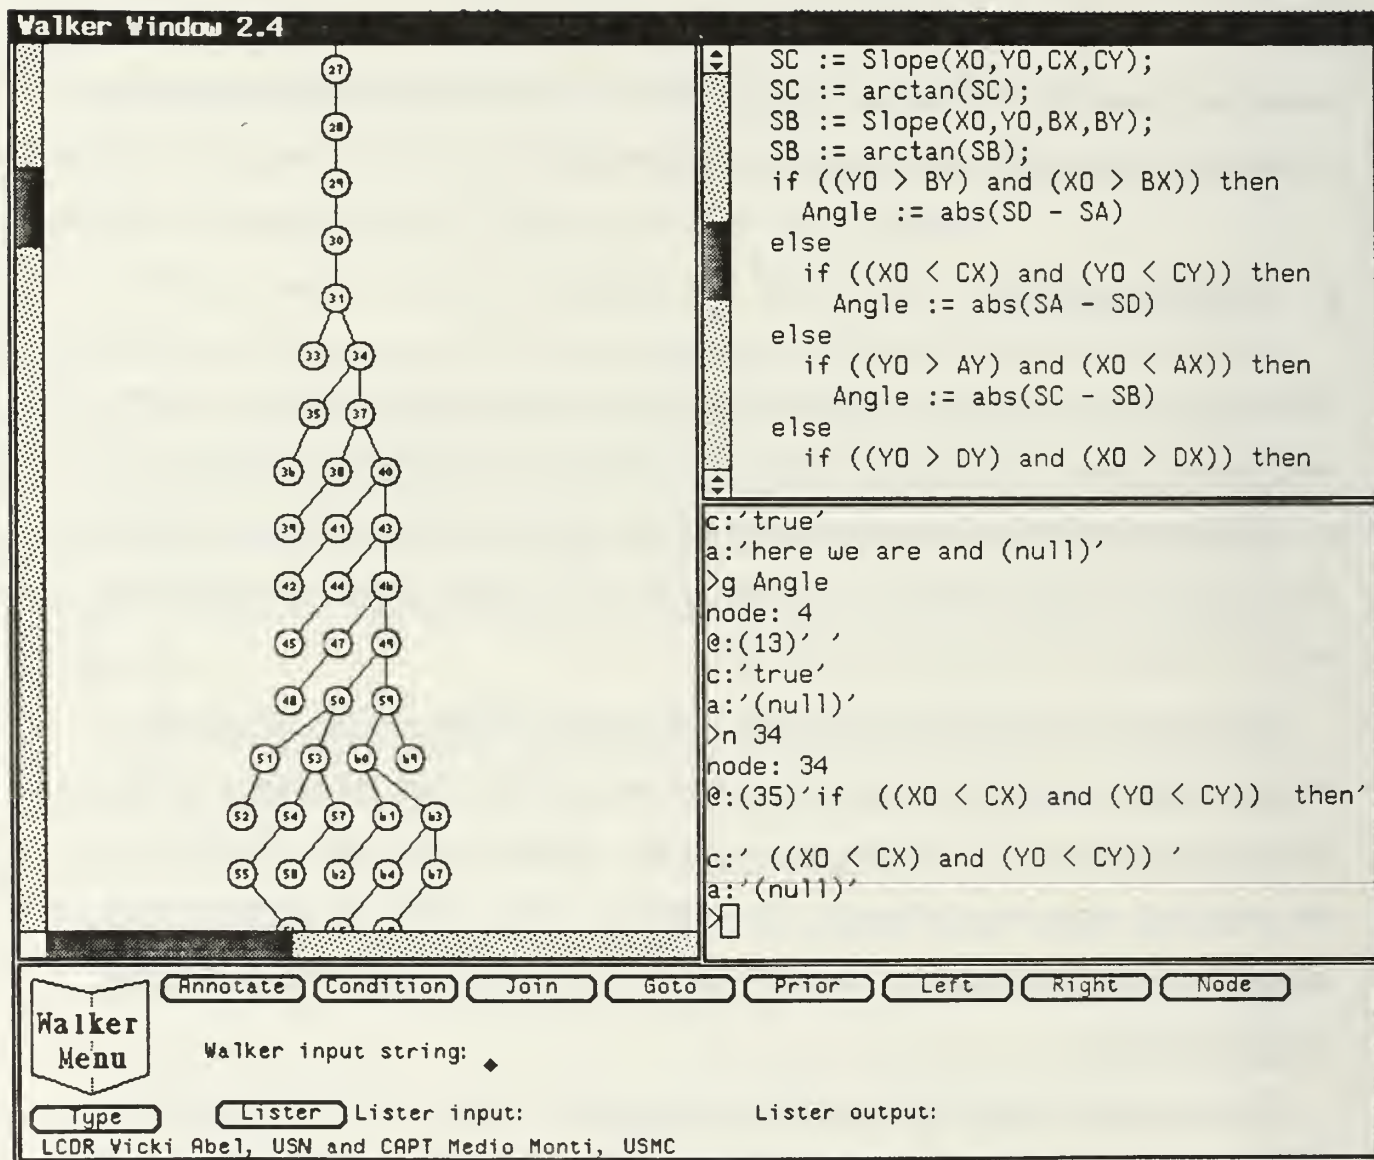 Walker Window 2.4
27
28
29
30
31
33 34
35 37
36 38 40
39 41 43
42 44 46
45 47 49
48 50 59
51 53 60 69
52 54 57 61 63
55 58 62 64 67
SC := Slope(X0,Y0,CX,CY);
SC := arctan(SC);
SB := Slope(X0,Y0,BX,BY);
SB := arctan(SB);
if ((Y0 > BY) and (X0 > BX)) then
Angle := abs(SD - SA)
else
if ((X0 < CX) and (Y0 < CY)) then
Angle := abs(SA - SD)
else
if ((Y0 > AY) and (X0 < AX)) then
Angle := abs(SC - SB)
else
if ((Y0 > DY) and (X0 > DX)) then
c:'true'
a:'here we are and (null)'
>g Angle
node: 4
@:(13)' '
c:'true'
a:'(null)'
>n 34
node: 34
@:(35)'if ((X0 < CX) and (Y0 < CY)) then'
c:' ((X0 < CX) and (Y0 < CY)) '
a:'(null)'
>
Annotate Condition Join Goto Prior Left Right Node
Walker
Menu
Walker input string:
Type Lister Lister input: Lister output:
LCDR Vicki Abel, USN and CAPT Medio Monti, USMC